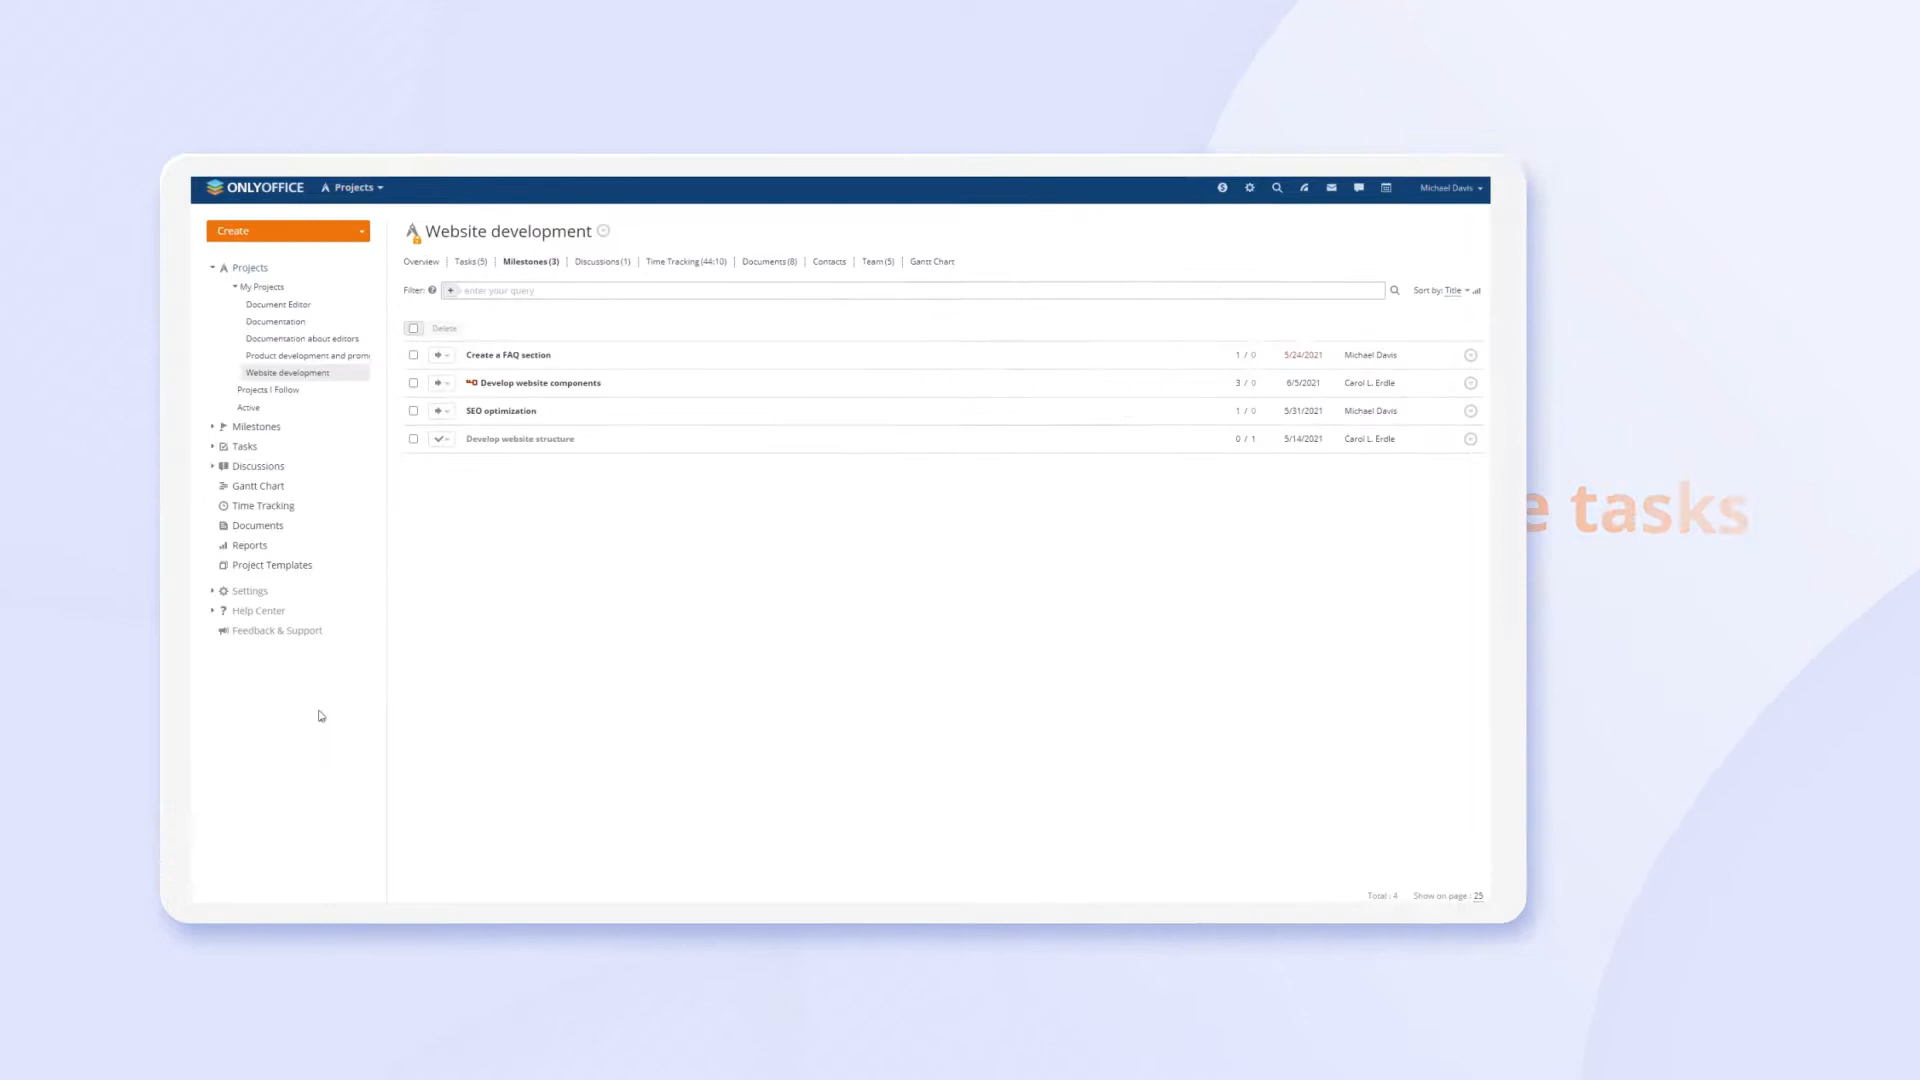 ONLYOFFICE Projects Michael Davis
Create
Website development
Overview Tasks (5) Milestones (3) Discussions (1) Time Tracking (44:10) Documents (8) Contacts Team (5) Gantt Chart
Filter: ? + enter your query Sort by: Title
Delete
Create a FAQ section 1 / 0 5/24/2021 Michael Davis
Develop website components 3 / 0 6/5/2021 Carol L. Erdle
SEO optimization 1 / 0 5/31/2021 Michael Davis
Develop website structure 0 / 1 5/14/2021 Carol L. Erdle
Projects
My Projects
Document Editor
Documentation
Documentation about editors
Product development and prom
Website development
Projects I Follow
Active
Milestones
Tasks
Discussions
Gantt Chart
Time Tracking
Documents
Reports
Project Templates
Settings
? Help Center
Feedback & Support
Total : 4 Show on page : 25
e tasks